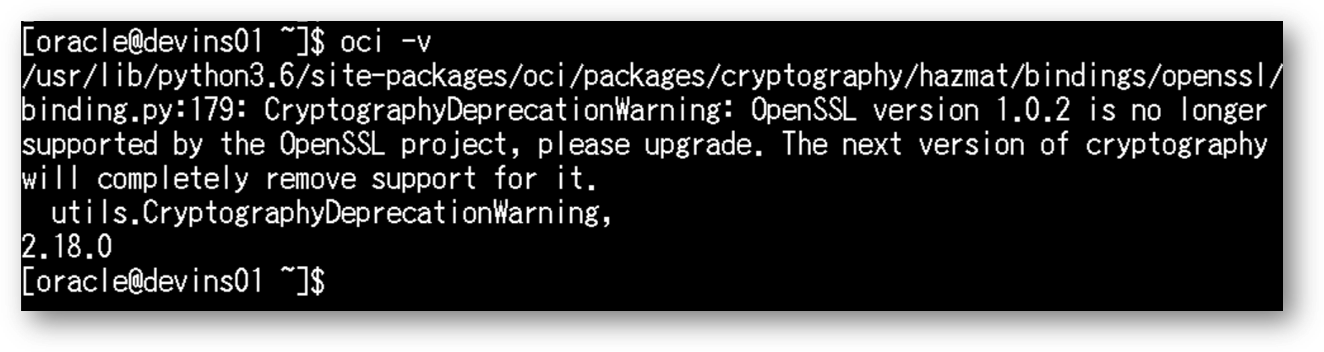 [oracle@devins01 ~]$ oci -v
/usr/lib/python3.6/site-packages/oci/packages/cryptography/hazmat/bindings/openssl/
binding.py:179: CryptographyDeprecationWarning: OpenSSL version 1.0.2 is no longer
supported by the OpenSSL project, please upgrade. The next version of cryptography
will completely remove support for it.
  utils.CryptographyDeprecationWarning,
2.18.0
[oracle@devins01 ~]$